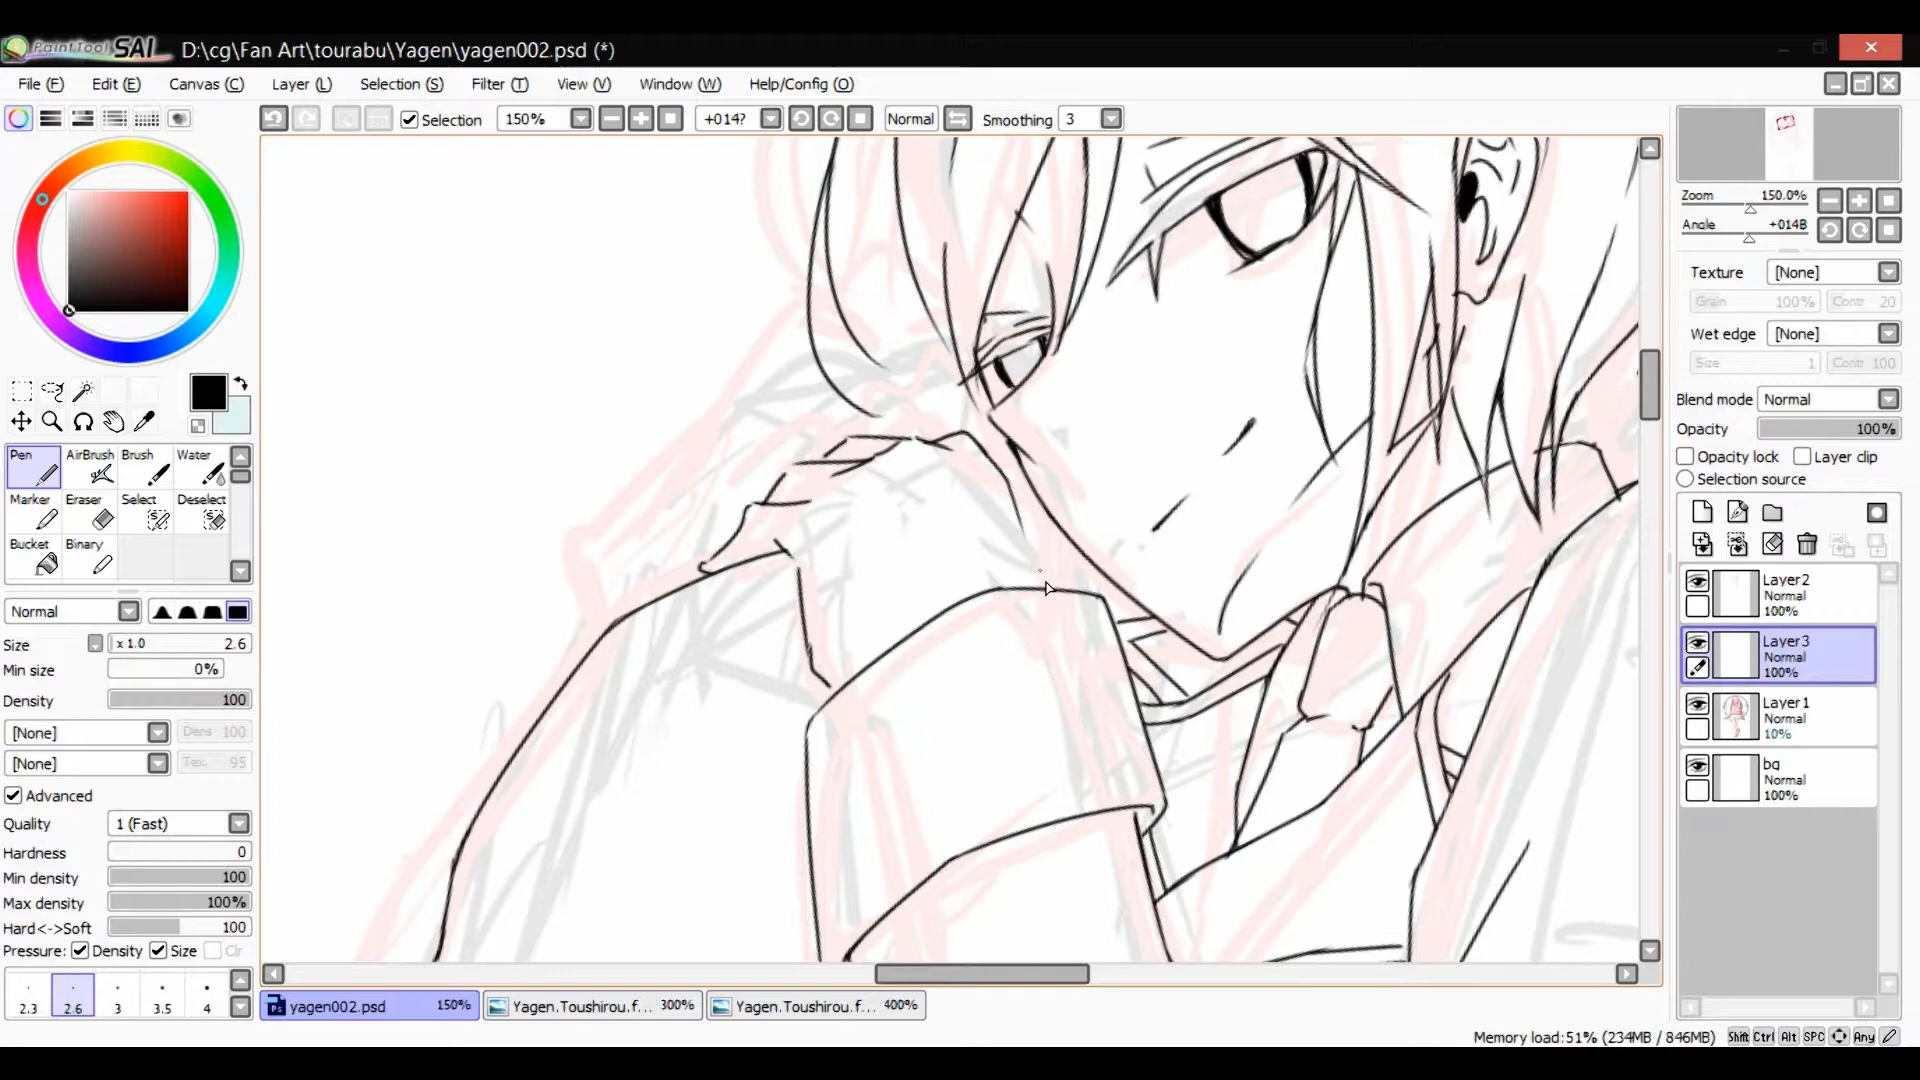 PaintTool SAI D:\cg\Fan Art\tourabu\Yagen\yagen002.psd (*)
File (F) Edit (E) Canvas (C) Layer (L) Selection (S) Filter (T) View (V) Window (W) Help/Config (O)
Selection 150% +014? Normal Smoothing 3
Zoom 150.0%
Angle +014B
Texture [None]
Grain 100% Contr 20
Wet edge [None]
Size 1 Contr 100
Blend mode Normal
Opacity 100%
Opacity lock Layer clip
Selection source
Layer2
Normal
100%
Layer3
Normal
100%
Layer1
Normal
10%
bg
Normal
100%
Pen AirBrush Brush Water
Marker Eraser Select Deselect
Bucket Binary
Normal
Size x 1.0 2.6
Min size 0%
Density 100
[None] Dens 100
[None] Tex. 95
Advanced
Quality 1 (Fast)
Hardness 0
Min density 100
Max density 100%
Hard<->Soft 100
Pressure: Density Size Clr
2.3 2.6 3 3.5 4
yagen002.psd 150% Yagen.Toushirou.f... 300% Yagen.Toushirou.f... 400%
Memory load:51% (234MB / 846MB) Shift Ctrl Alt SPC Any